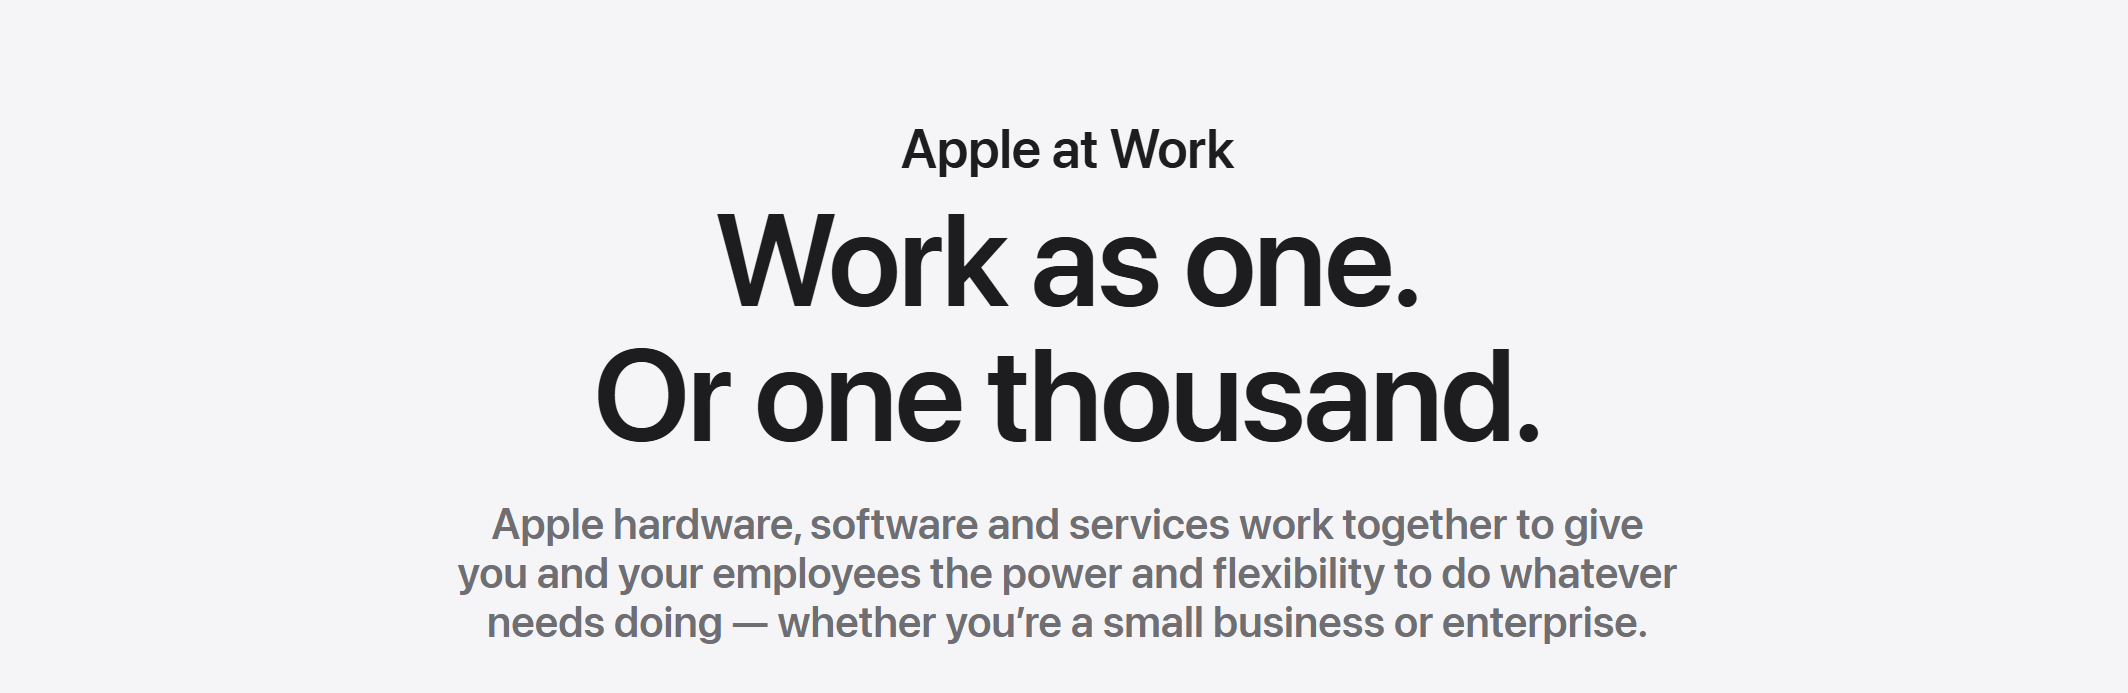 Apple at Work
Work as one.
Or one thousand.
Apple hardware, software and services work together to give
you and your employees the power and flexibility to do whatever
needs doing — whether you’re a small business or enterprise.